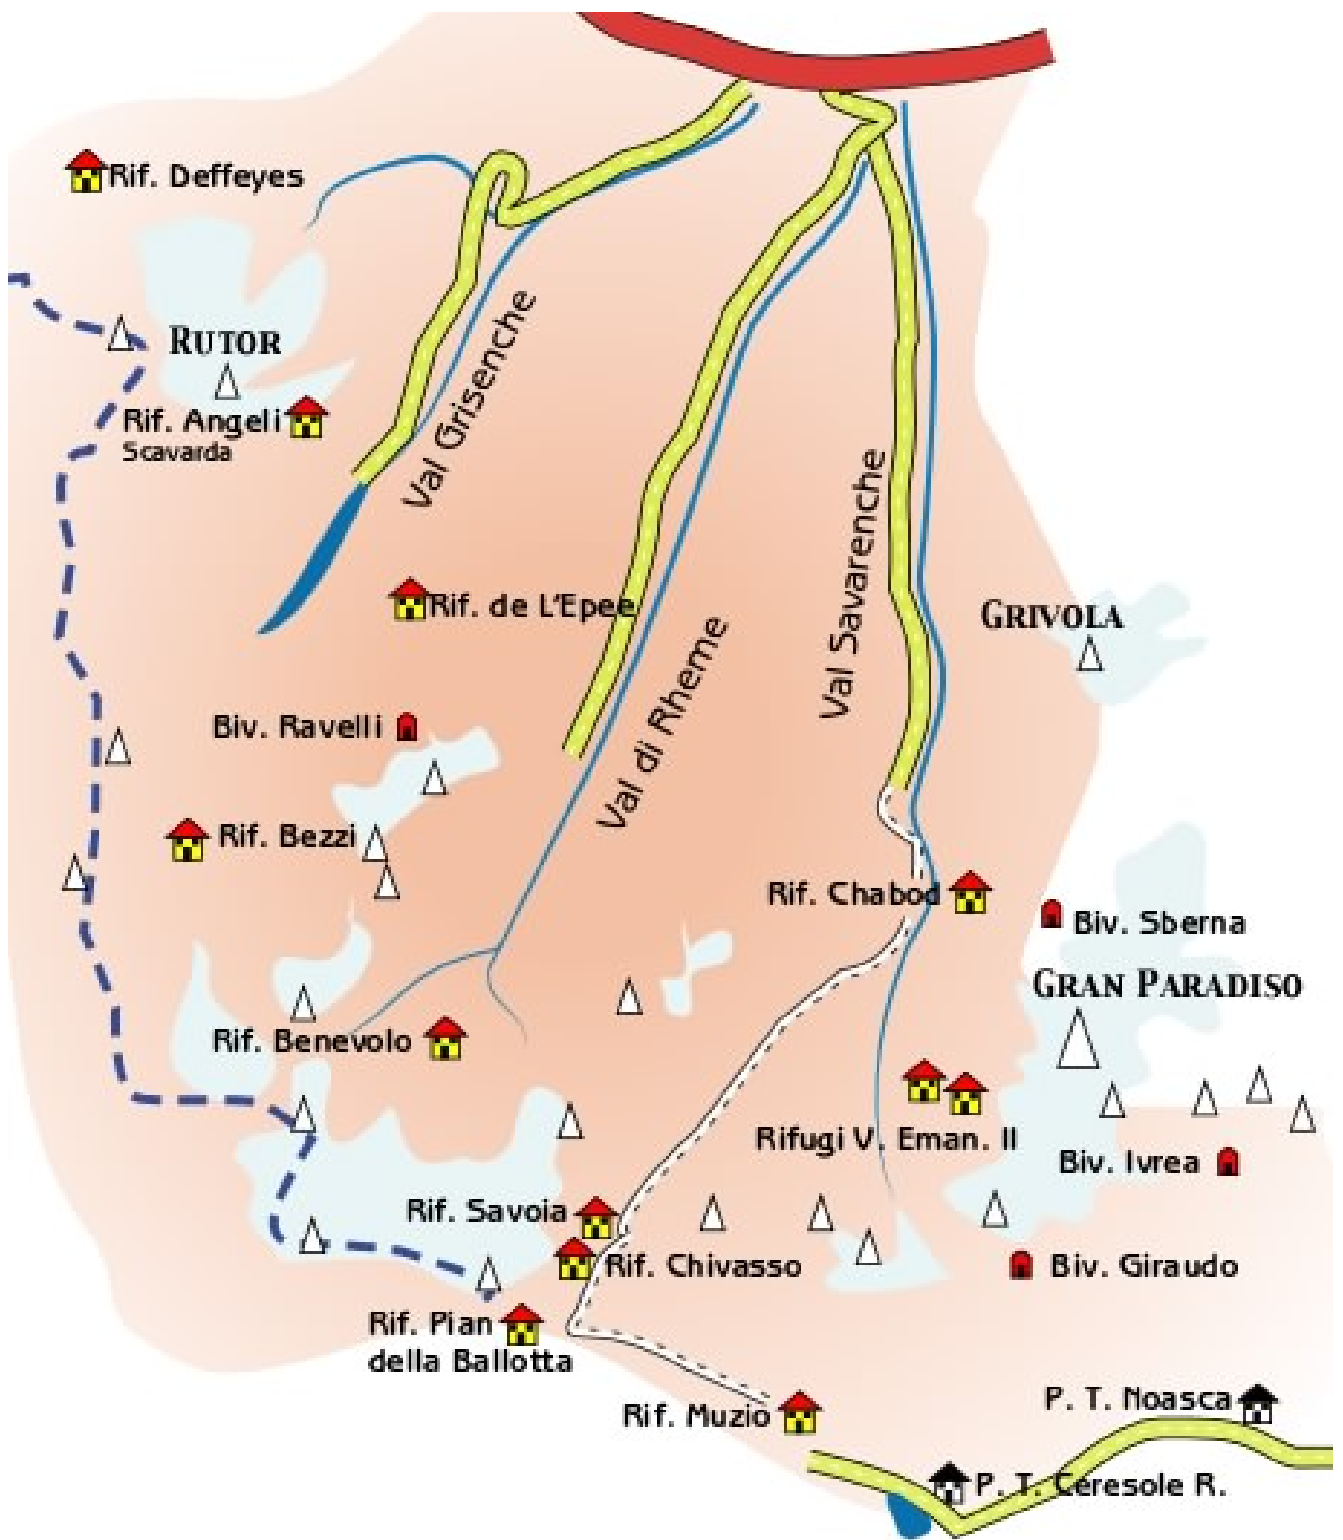 Rif. Deffeyes
RUTOR
Rif. Angeli
Scavarda
Val Grisenche
Val Savarenche
Rif. de L'Epee
GRIVOLA
Val di Rheme
Biv. Ravelli
Rif. Bezzi
Rif. Chabod
Biv. Sberna
GRAN PARADISO
Rif. Benevolo
Rifugi V. Eman. II
Biv. Ivrea
Rif. Savoia
Rif. Chivasso
Biv. Giraudo
Rif. Pian
della Ballotta
P. T. Noasca
Rif. Muzio
P. T. Ceresole R.